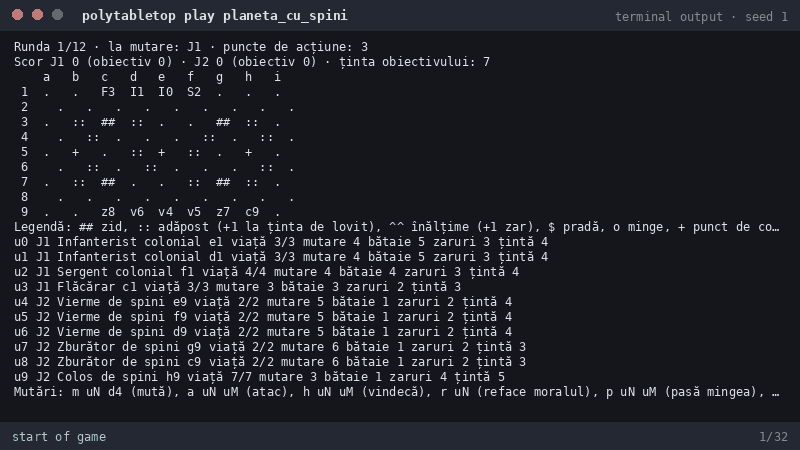 polytabletop play planeta_cu_spini
terminal output · seed 1
Runda 1/12 · la mutare: J1 · puncte de acțiune: 3
Scor J1 0 (obiectiv 0) · J2 0 (obiectiv 0) · ținta obiectivului: 7
a b c d e f g h i
1 . . F3 I1 I0 S2 . . .
2 . . . . . . . . .
3 . :: ## :: . . ## :: .
4 . :: . . . :: . :: .
5 . + . :: + :: . + .
6 . :: . :: . . . :: .
7 . :: ## . . :: ## :: .
8 . . . . . . . . .
9 . . z8 v6 v4 v5 z7 c9 .
Legendă: ## zid, :: adăpost (+1 la ținta de lovit), ^^ înălțime (+1 zar), $ pradă, o minge, + punct de co…
u0 J1 Infanterist colonial e1 viață 3/3 mutare 4 bătaie 5 zaruri 3 țintă 4
u1 J1 Infanterist colonial d1 viață 3/3 mutare 4 bătaie 5 zaruri 3 țintă 4
u2 J1 Sergent colonial f1 viață 4/4 mutare 4 bătaie 4 zaruri 3 țintă 4
u3 J1 Flăcărar c1 viață 3/3 mutare 3 bătaie 3 zaruri 2 țintă 3
u4 J2 Vierme de spini e9 viață 2/2 mutare 5 bătaie 1 zaruri 2 țintă 4
u5 J2 Vierme de spini f9 viață 2/2 mutare 5 bătaie 1 zaruri 2 țintă 4
u6 J2 Vierme de spini d9 viață 2/2 mutare 5 bătaie 1 zaruri 2 țintă 4
u7 J2 Zburător de spini g9 viață 2/2 mutare 6 bătaie 1 zaruri 2 țintă 3
u8 J2 Zburător de spini c9 viață 2/2 mutare 6 bătaie 1 zaruri 2 țintă 3
u9 J2 Colos de spini h9 viață 7/7 mutare 3 bătaie 1 zaruri 4 țintă 5
Mutări: m uN d4 (mută), a uN uM (atac), h uN uM (vindecă), r uN (reface moralul), p uN uM (pasă mingea), …
start of game
1/32